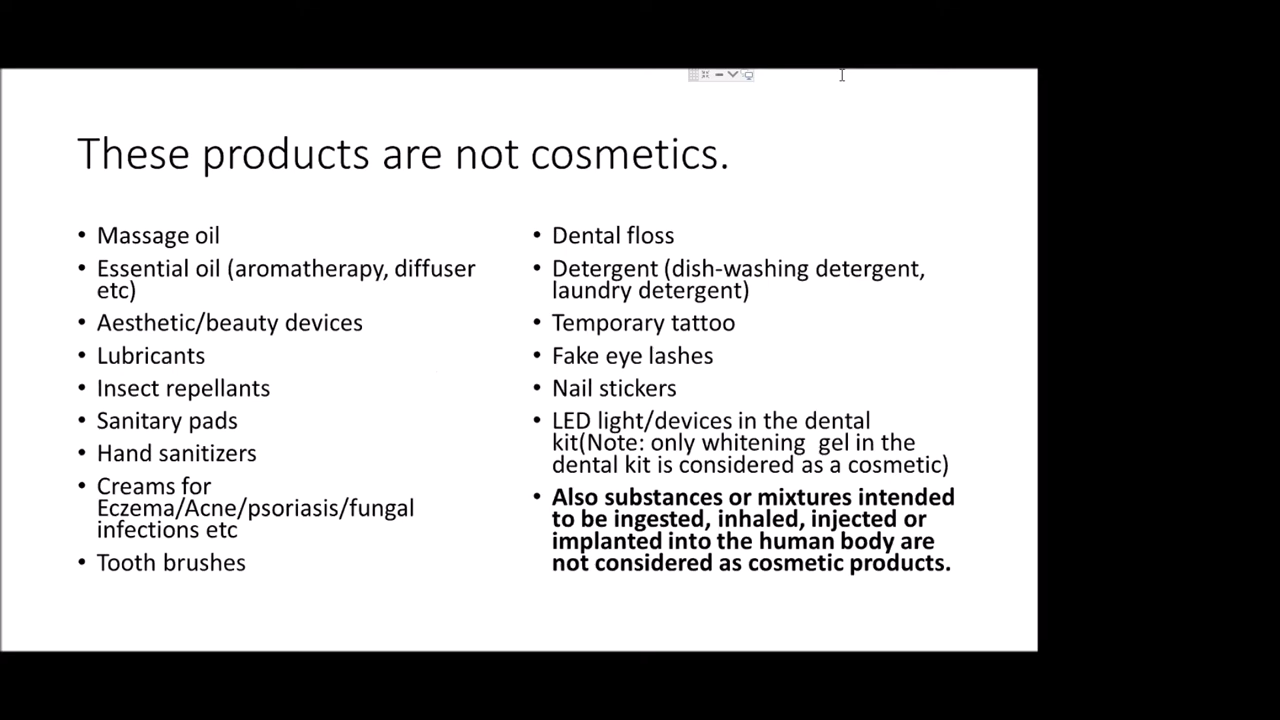 These products are not cosmetics.
• Massage oil
• Essential oil (aromatherapy, diffuser
etc)
• Aesthetic/beauty devices
• Lubricants
• Insect repellants
• Sanitary pads
• Hand sanitizers
• Creams for
Eczema/Acne/psoriasis/fungal
infections etc
• Tooth brushes
• Dental floss
• Detergent (dish-washing detergent,
laundry detergent)
• Temporary tattoo
• Fake eye lashes
• Nail stickers
• LED light/devices in the dental
kit(Note: only whitening  gel in the
dental kit is considered as a cosmetic)
• Also substances or mixtures intended
to be ingested, inhaled, injected or
implanted into the human body are
not considered as cosmetic products.